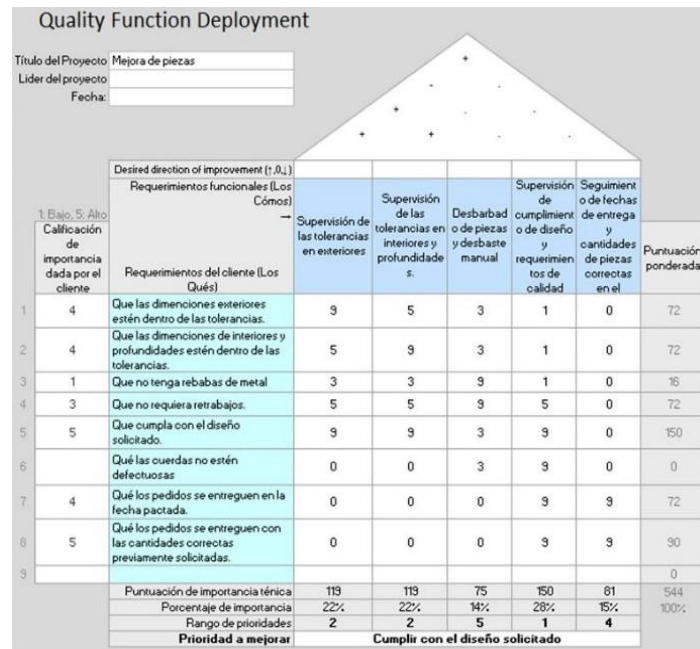 Quality Function Deployment
Título del Proyecto Mejora de piezas
Lider del proyecto
Fecha:
+
- .
+ . .
+ + . .
Desired direction of improvement (↑,0,↓)
1: Bajo, 5: Alto
Calificación
de
importancia
dada por el
cliente
Requerimientos funcionales (Los
Cómos)
→
Requerimientos del cliente (Los
Qués)
Supervisión de
las tolerancias
en exteriores
Supervisión
de las
tolerancias en
interiores y
profundidade
s.
Desbarbad
o de piezas
y desbaste
manual
Supervisión
de
cumplimient
o de diseño
y
requerimien
tos de
calidad
Seguimient
o de fechas
de entrega
y
cantidades
de piezas
correctas
en el
Puntuación
ponderada
1 4 Que las dimenciones exteriores
estén dentro de las tolerancias. 9 5 3 1 0 72
2 4 Que las dimenciones de interiores y
profundidades estén dentro de las
tolerancias. 5 9 3 1 0 72
3 1 Que no tenga rebabas de metal 3 3 9 1 0 16
4 3 Que no requiera retrabajos. 5 5 9 5 0 72
5 5 Que cumpla con el diseño
solicitado. 9 9 3 9 0 150
6 Qué las cuerdas no estén
defectuosas 0 0 3 9 0 0
7 4 Qué los pedidos se entreguen en la
fecha pactada. 0 0 0 9 9 72
8 5 Qué los pedidos se entreguen con
las cantidades correctas
previamente solicitadas. 0 0 0 9 9 90
9 0
Puntuación de importancia ténica 119 119 75 150 81 544
Porcentaje de importancia 22% 22% 14% 28% 15% 100%
Rango de prioridades 2 2 5 1 4
Prioridad a mejorar Cumplir con el diseño solicitado